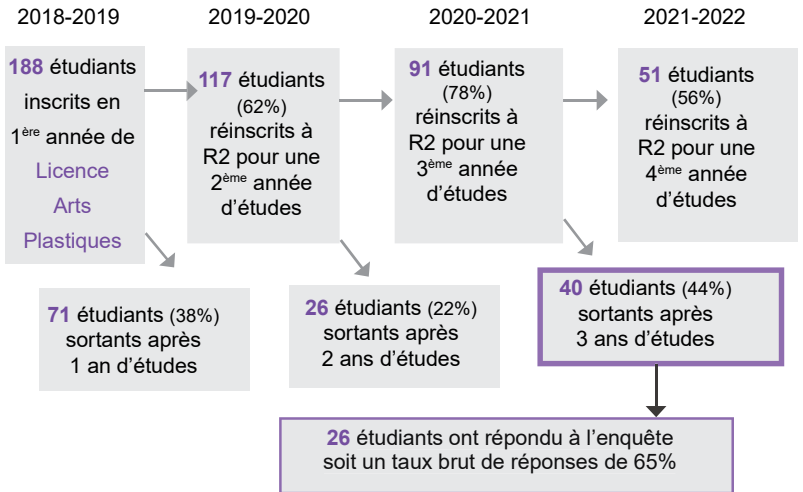 2018-2019
2019-2020
2020-2021
2021-2022
188 étudiants
inscrits en
1ère année de
Licence
Arts
Plastiques
117 étudiants
(62%)
réinscrits à
R2 pour une
2ème année
d’études
91 étudiants
(78%)
réinscrits à
R2 pour une
3ème année
d’études
51 étudiants
(56%)
réinscrits à
R2 pour une
4ème année
d’études
71 étudiants (38%)
sortants après
1 an d’études
26 étudiants (22%)
sortants après
2 ans d’études
40 étudiants (44%)
sortants après
3 ans d’études
26 étudiants ont répondu à l’enquête
soit un taux brut de réponses de 65%